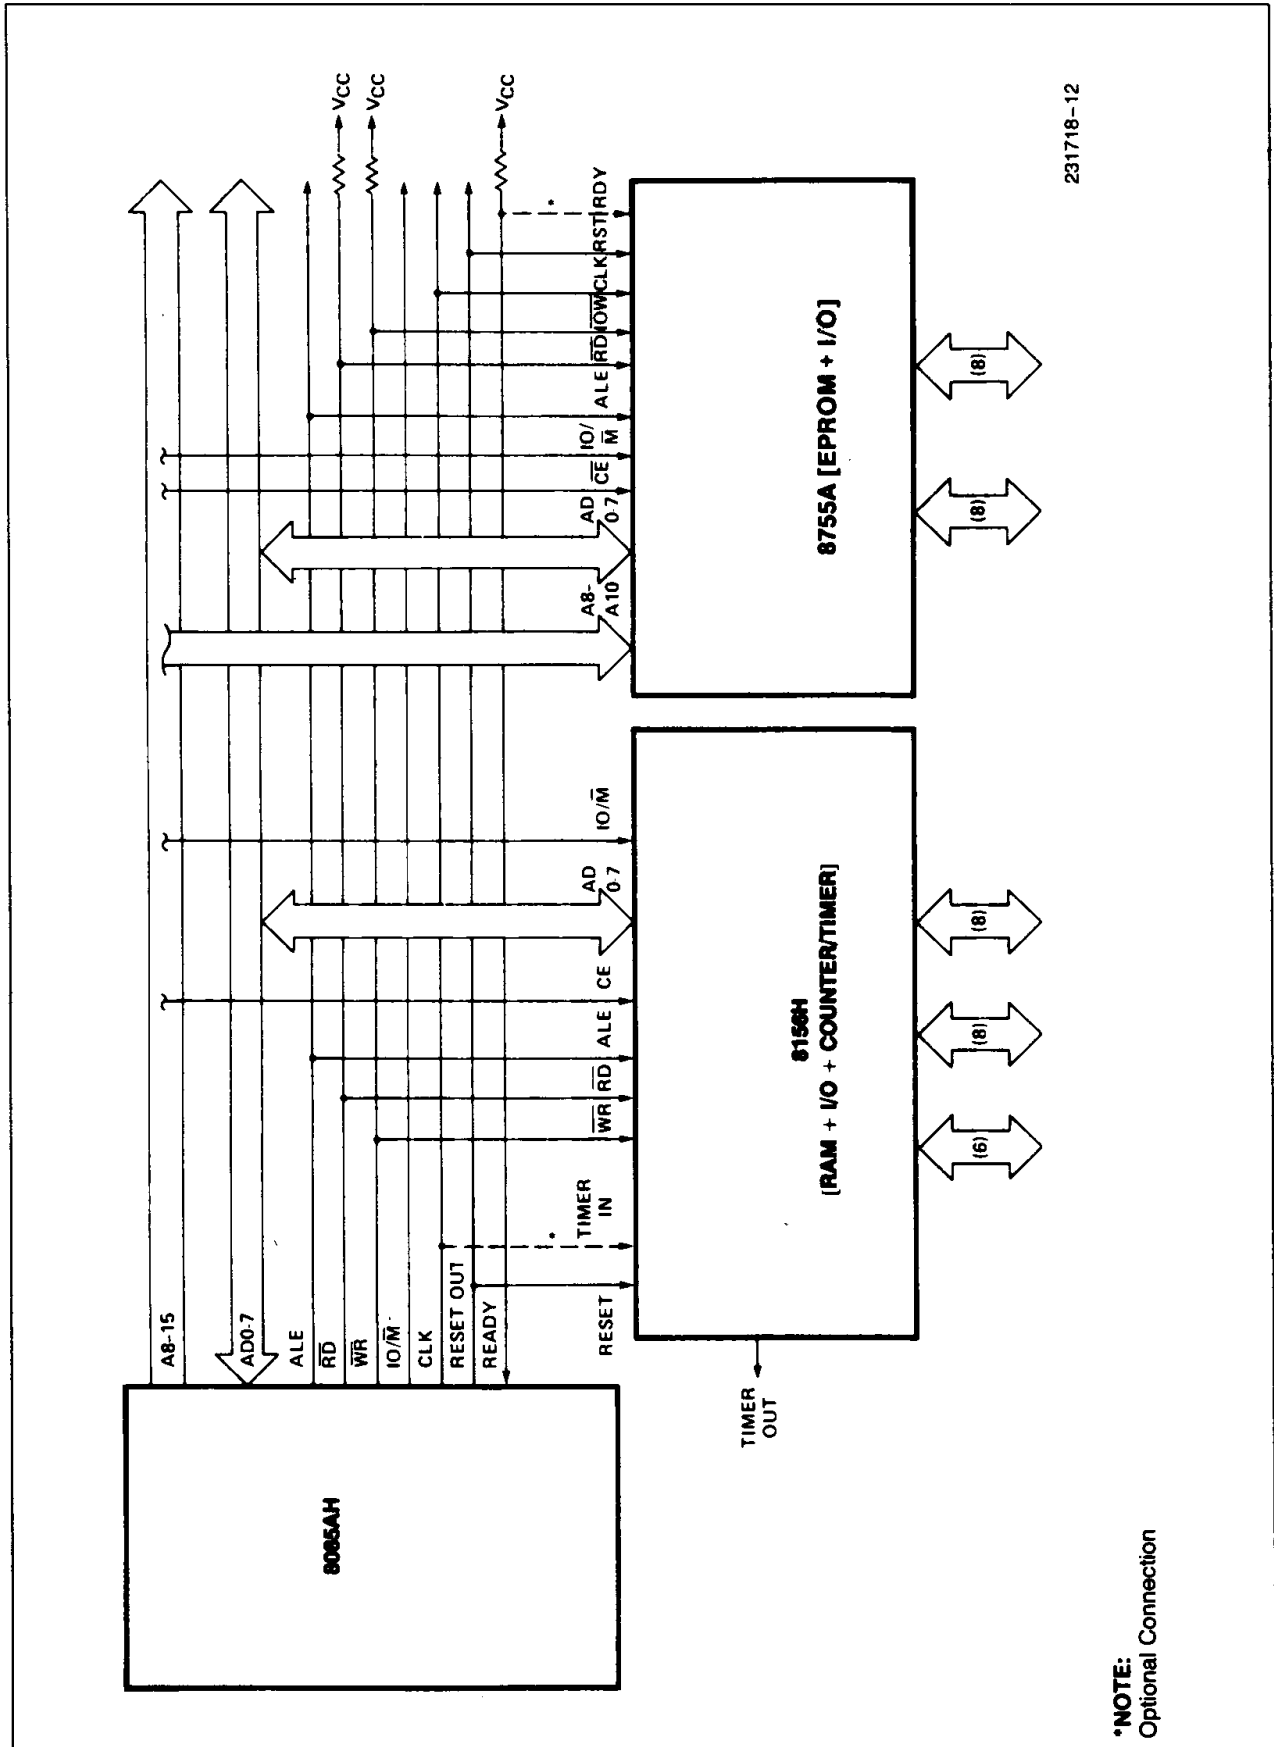 8085AH
A8-15
AD0-7
ALE
RD
WR
IO/M
CLK
RESET OUT
READY
VCC
VCC
VCC
TIMER
OUT
RESET
TIMER
IN
*
WR
RD
ALE
CE
AD
0-7
IO/M
8156H
[RAM + I/O + COUNTER/TIMER]
(6)
(8)
(8)
A8-
A10
AD
0-7
CE
IO/
M
ALE
RD
IOW
CLK
RST
RDY
*
8755A [EPROM + I/O]
(8)
(8)
231718-12
*NOTE:
Optional Connection